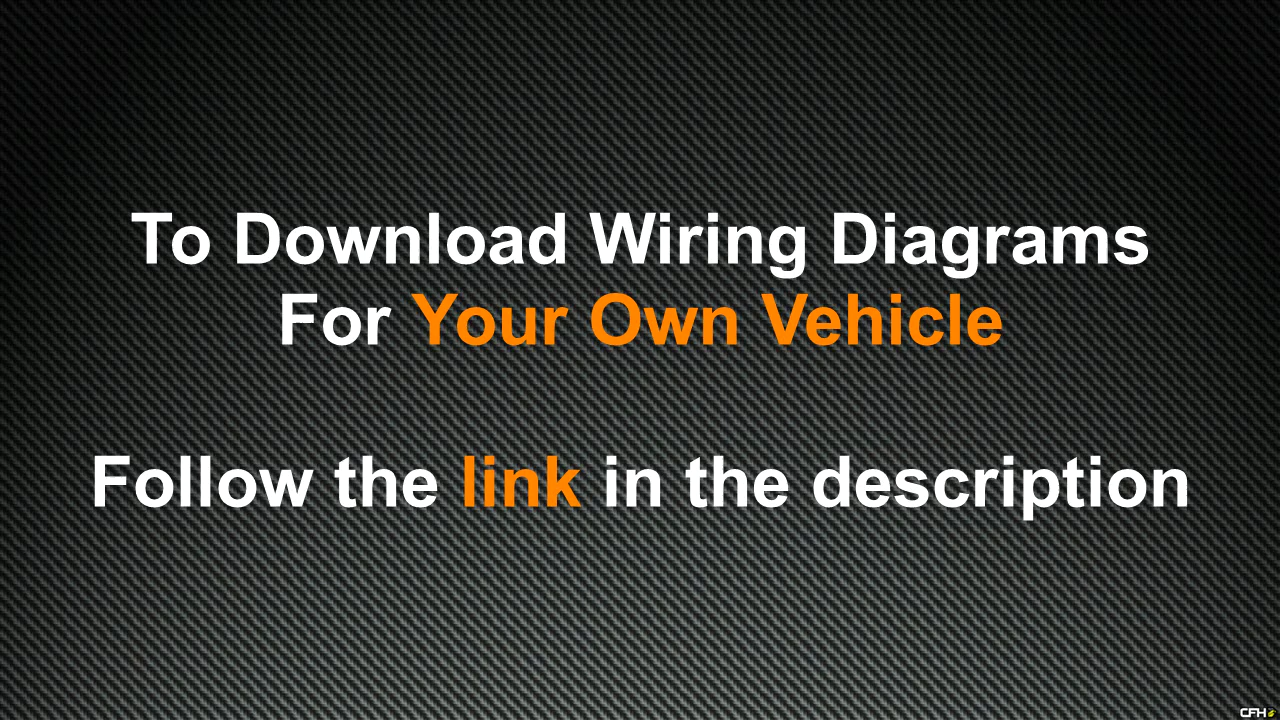 To Download Wiring Diagrams
For Your Own Vehicle
Follow the link in the description
CFH